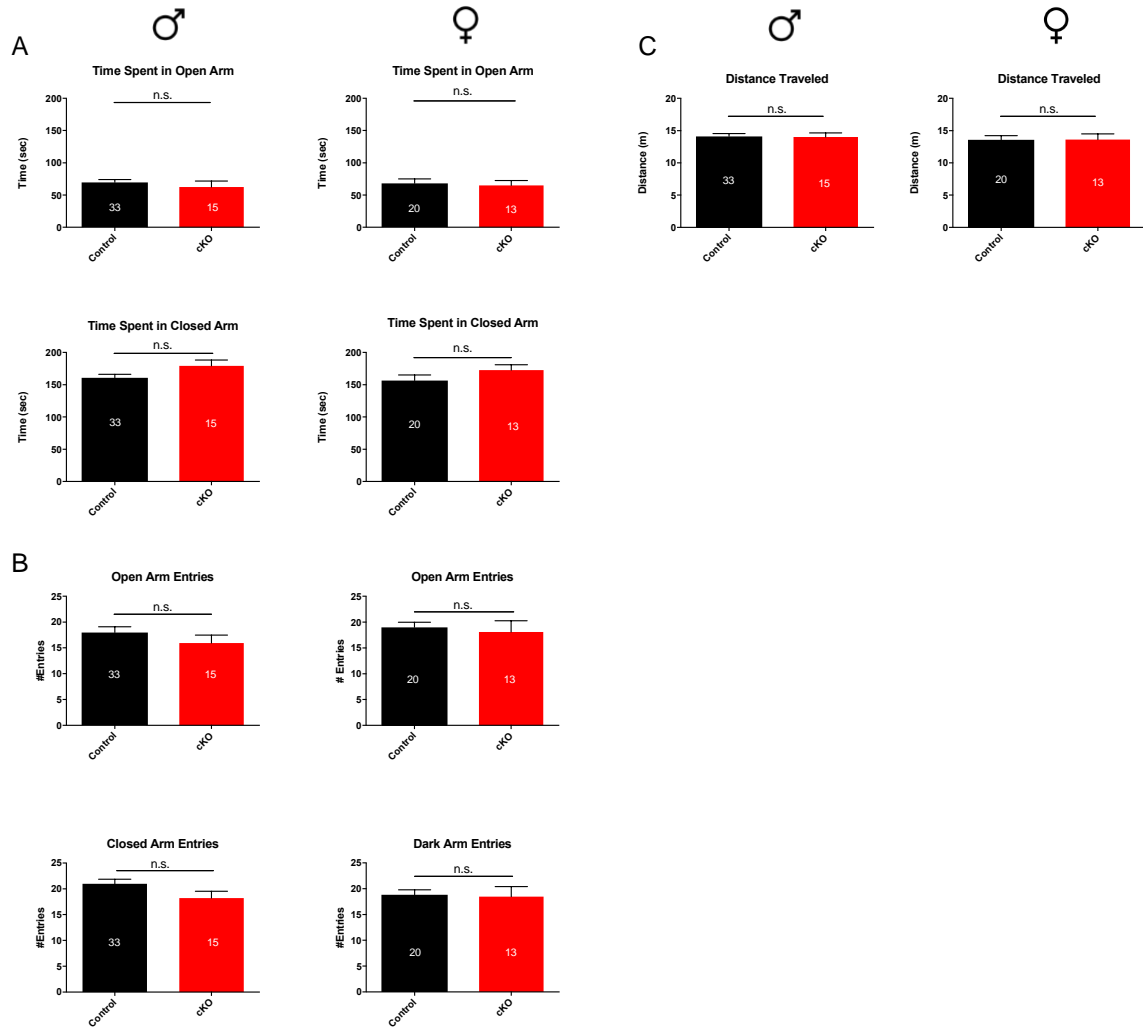 ♂ ♀
A
Time Spent in Open Arm
Time (sec)
200
150
100
50
0
n.s.
33
15
Control
cKO
Time Spent in Open Arm
Time (sec)
200
150
100
50
0
n.s.
20
13
Control
cKO
Time Spent in Closed Arm
Time (sec)
200
150
100
50
0
n.s.
33
15
Control
cKO
Time Spent in Closed Arm
Time (sec)
200
150
100
50
0
n.s.
20
13
Control
cKO
B
Open Arm Entries
#Entries
25
20
15
10
5
0
n.s.
33
15
Control
cKO
Open Arm Entries
# Entries
25
20
15
10
5
0
n.s.
20
13
Control
cKO
Closed Arm Entries
#Entries
25
20
15
10
5
0
n.s.
33
15
Control
cKO
Dark Arm Entries
#Entries
25
20
15
10
5
0
n.s.
20
13
Control
cKO
♂ ♀
C
Distance Traveled
Distance (m)
20
15
10
5
0
n.s.
33
15
Control
cKO
Distance Traveled
Distance (m)
20
15
10
5
0
n.s.
20
13
Control
cKO